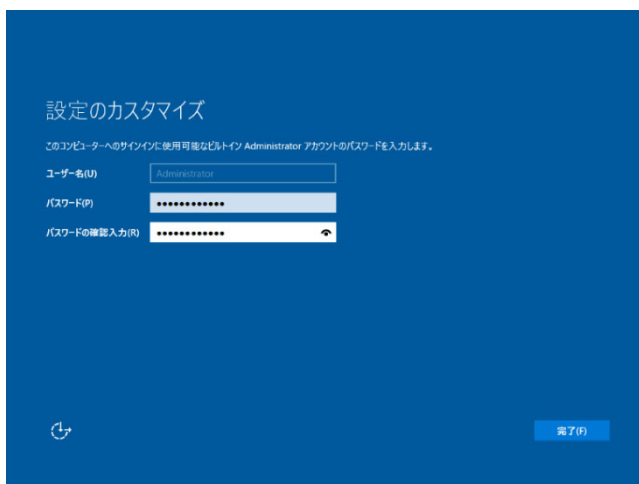 設定のカスタマイズ
このコンピューターへのサインインに使用可能なビルトイン Administrator アカウントのパスワードを入力します。
ユーザー名(U) Administrator
パスワード(P) ●●●●●●●●●●●●
パスワードの確認入力(R) ●●●●●●●●●●●●
完了(F)